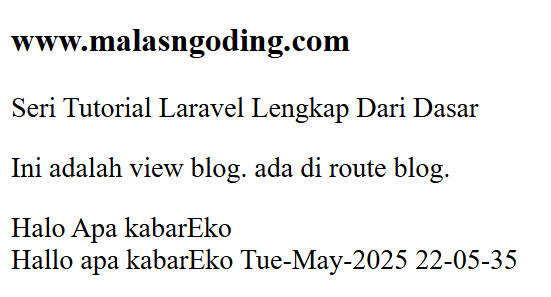 www.malasngoding.com
Seri Tutorial Laravel Lengkap Dari Dasar
Ini adalah view blog. ada di route blog.
Halo Apa kabarEko
Hallo apa kabarEko Tue-May-2025 22-05-35